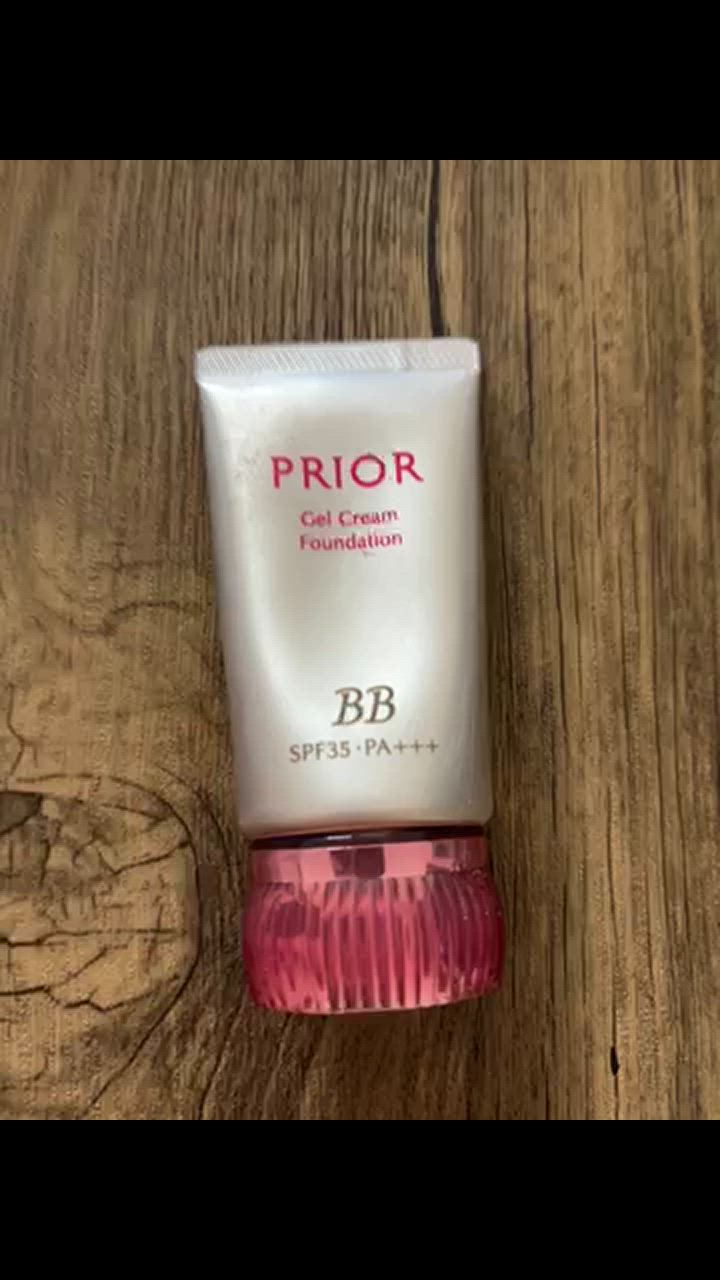 PRIOR
Gel Cream
Foundation
BB
SPF35・PA+++